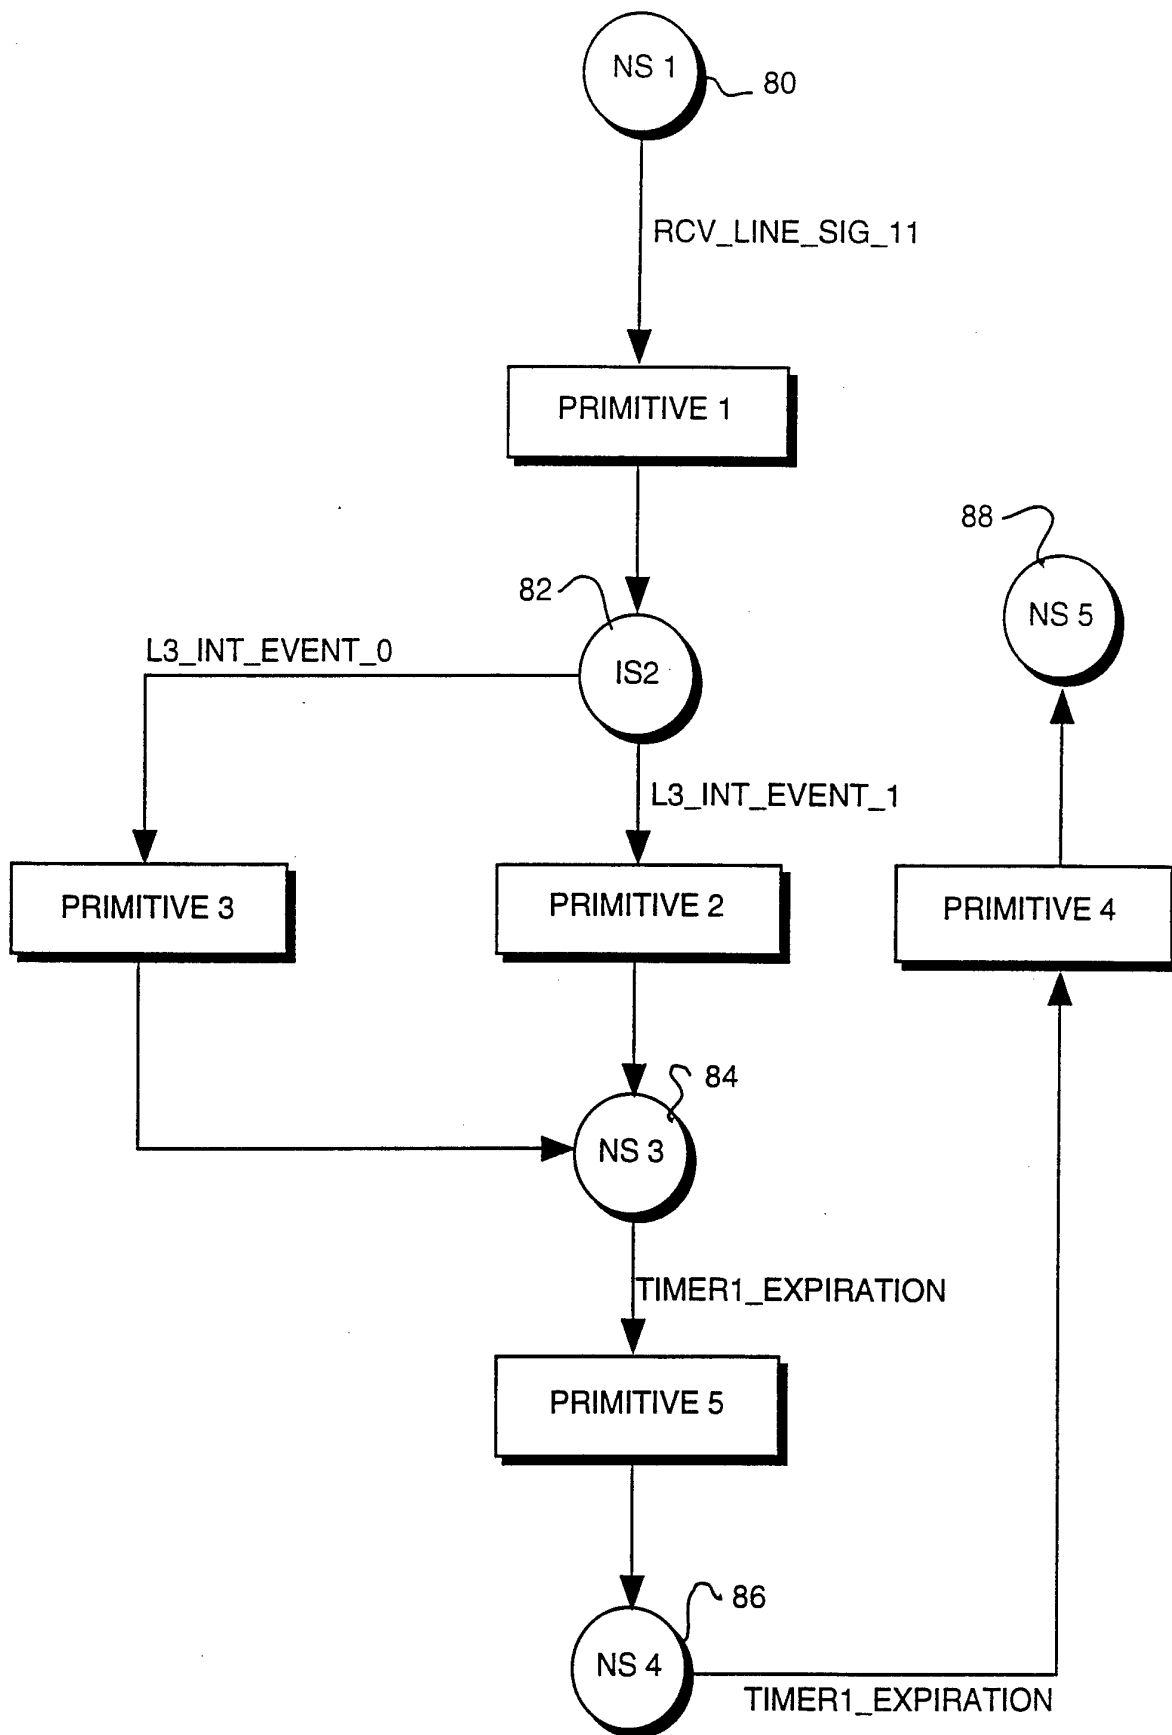 NS 1
80
RCV_LINE_SIG_11
PRIMITIVE 1
88
82
NS 5
L3_INT_EVENT_0
IS2
L3_INT_EVENT_1
PRIMITIVE 3
PRIMITIVE 2
PRIMITIVE 4
84
NS 3
TIMER1_EXPIRATION
PRIMITIVE 5
86
NS 4
TIMER1_EXPIRATION